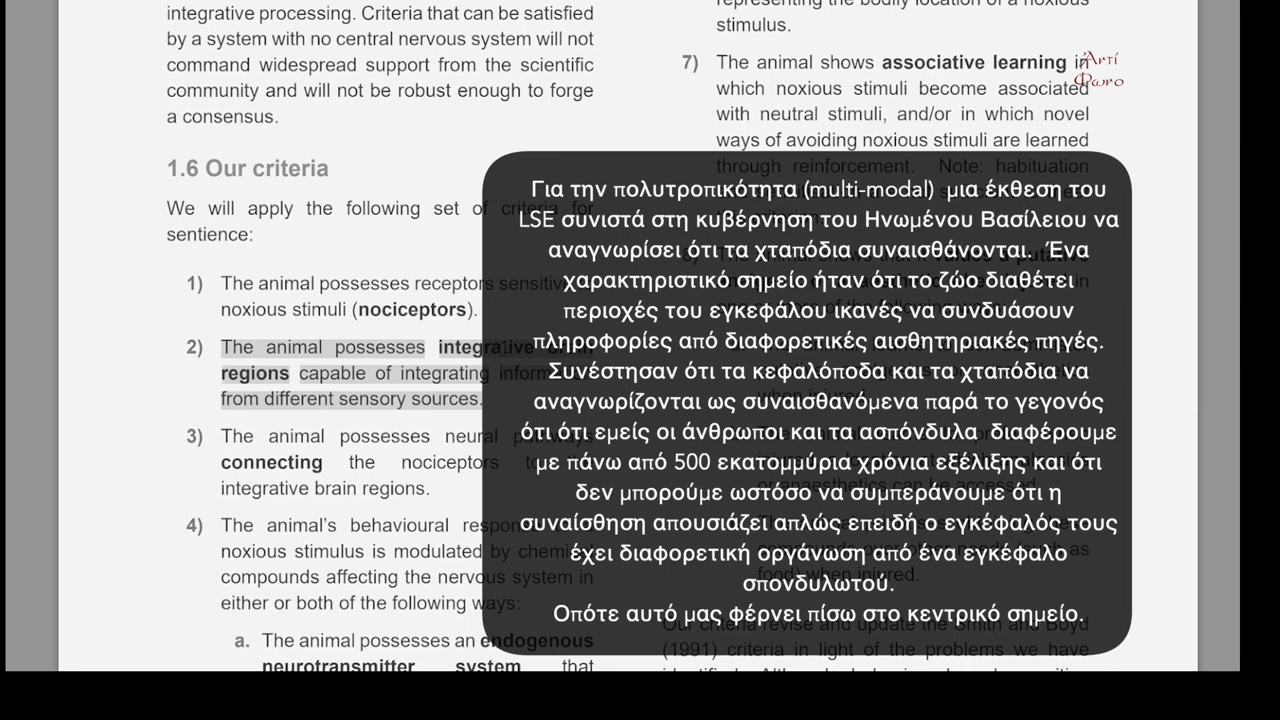 integrative processing. Criteria that can be satisfied
by a system with no central nervous system will not
command widespread support from the scientific
community and will not be robust enough to forge
a consensus.
1.6 Our criteria
We will apply the following set of criteria for
sentience:
1) The animal possesses receptors sensitive
noxious stimuli (nociceptors).
2) The animal possesses integrative brain
regions capable of integrating information
from different sensory sources.
3) The animal possesses neural pathways
connecting the nociceptors to the
integrative brain regions.
4) The animal's behavioural
noxious stimulus is modulated by chemical
compounds affecting the nervous system in
either or both of the following ways:
a. The animal possesses an endogenous
neurotransmitter system that
representing the bodily location of a noxious
stimulus.
7) The animal shows associative learning in
which noxious stimuli become associated
with neutral stimuli, and/or in which novel
ways of avoiding noxious stimuli are learned
through reinforcement. Note: habituation
Ἀντί
Φωνο
Για την πολυτροπικότητα (multi-modal) μια έκθεση του
LSE συνιστά στη κυβέρνηση του Ηνωμένου Βασίλειου να
αναγνωρίσει ότι τα χταπόδια συναισθάνονται. Ένα
χαρακτηριστικό σημείο ήταν ότι το ζώο διαθέτει
περιοχές του εγκεφάλου ικανές να συνδυάσουν
πληροφορίες από διαφορετικές αισθητηριακές πηγές.
Συνέστησαν ότι τα κεφαλόποδα και τα χταπόδια να
αναγνωρίζονται ως συναισθανόμενα παρά το γεγονός
ότι ότι εμείς οι άνθρωποι και τα ασπόνδυλα διαφέρουμε
με πάνω από 500 εκατομμύρια χρόνια εξέλιξης και ότι
δεν μπορούμε ωστόσο να συμπεράνουμε ότι η
συναίσθηση απουσιάζει απλώς επειδή ο εγκέφαλός τους
έχει διαφορετική οργάνωση από ένα εγκέφαλο
σπονδυλωτού.
Οπότε αυτό μας φέρνει πίσω στο κεντρικό σημείο.
food) when injured.
Our criteria revise and update the Smith and Boyd
(1991) criteria in light of the problems we have